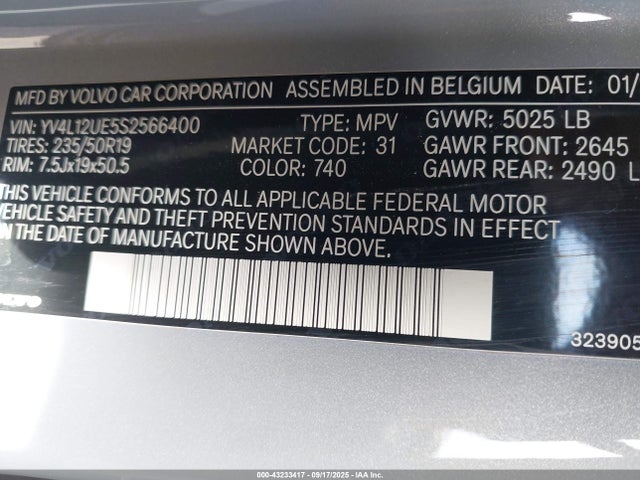 MFD BY VOLVO CAR CORPORATION ASSEMBLED IN BELGIUM DATE: 01/
VIN: YV4L12UE5S2566400 TYPE: MPV GVWR: 5025 LB
TIRES: 235/50R19 MARKET CODE: 31 GAWR FRONT: 2645
RIM: 7.5Jx19x50.5 COLOR: 740 GAWR REAR: 2490 L
THIS VEHICLE CONFORMS TO ALL APPLICABLE FEDERAL MOTOR
VEHICLE SAFETY AND THEFT PREVENTION STANDARDS IN EFFECT
ON THE DATE OF MANUFACTURE SHOWN ABOVE.
323905
000-43233417 - 09/17/2025 - IAA Inc.